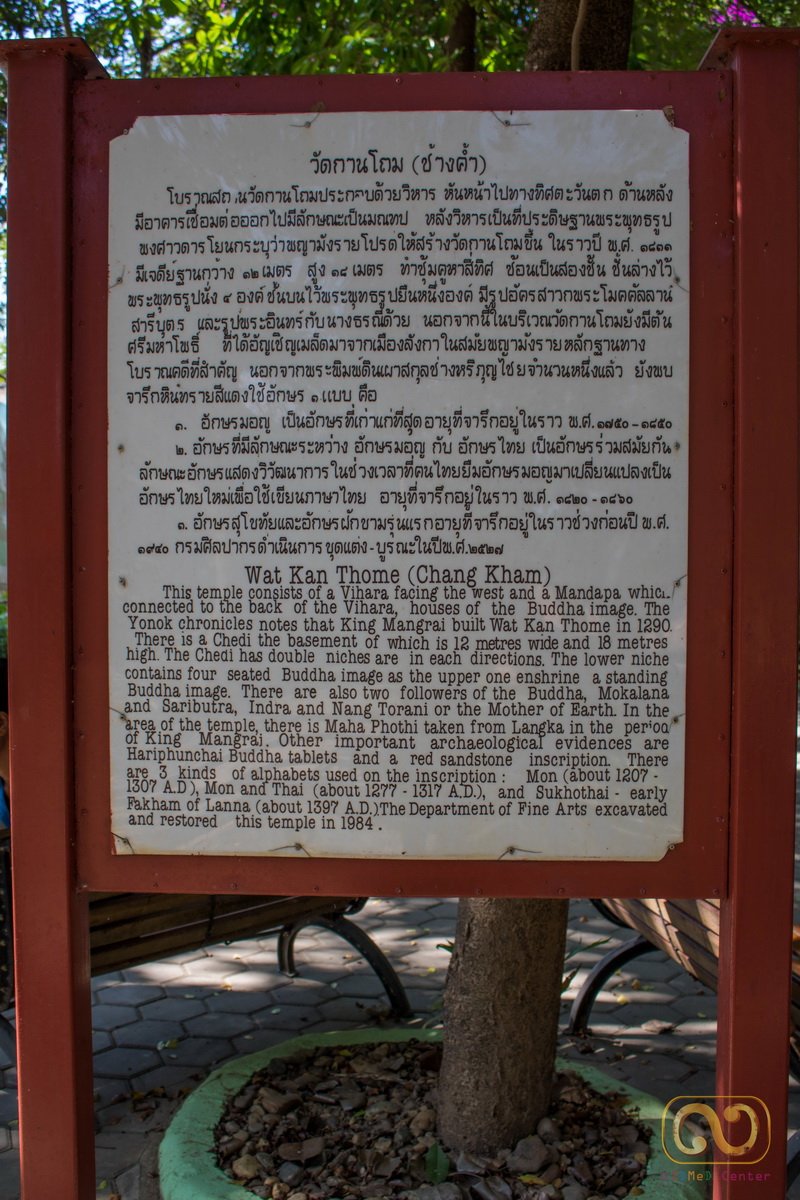 วัดกานโถม (ช้างค้ำ)
โบราณสถานวัดกานโถมประกอบด้วยวิหาร หันหน้าไปทางทิศตะวันตก ด้านหลัง
มีอาคารเชื่อมต่อออกไปมีลักษณะเป็นมณฑป หลังวิหารเป็นที่ประดิษฐานพระพุทธรูป
พงศาวดารโยนกระบุว่าพญามังรายโปรดให้สร้างวัดกานโถมขึ้น ในราวปี พ.ศ. ๑๘๓๓
มีเจดีย์ฐานกว้าง ๑๒ เมตร สูง ๑๘ เมตร ทำซุ้มคูหาสี่ทิศ ซ้อนเป็นสองชั้น ชั้นล่างไว้
พระพุทธรูปนั่ง ๔ องค์ ชั้นบนไว้พระพุทธรูปยืนหนึ่งองค์ มีรูปอัครสาวกพระโมคคัลลาน์
สารีบุตร และรูปพระอินทร์กับนางธรณีด้วย นอกจากนี้ในบริเวณวัดกานโถมยังมีต้น
ศรีมหาโพธิ์ ที่ได้อัญเชิญเมล็ดมาจากเมืองลังกาในสมัยพญามังรายหลักฐานทาง
โบราณคดีที่สำคัญ นอกจากพระพิมพ์ดินเผาสกุลช่างหริภุญไชยจำนวนหนึ่งแล้ว ยังพบ
จารึกหินทรายสีแดงใช้อักษร ๓ แบบ คือ
๑. อักษรมอญ เป็นอักษรที่เก่าแก่ที่สุดอายุที่จารึกอยู่ในราว พ.ศ.๑๗๕๐ - ๑๘๕๐
๒. อักษรที่มีลักษณะระหว่าง อักษรมอญ กับ อักษรไทย เป็นอักษรร่วมสมัยกัน
ลักษณะอักษรแสดงวิวัฒนาการในช่วงเวลาที่คนไทยยืมอักษรมอญมาเปลี่ยนแปลงเป็น
อักษรไทยใหม่เพื่อใช้เขียนภาษาไทย อายุที่จารึกอยู่ในราว พ.ศ. ๑๘๒๐ - ๑๘๖๐
๓. อักษรสุโขทัยและอักษรฝักขามรุ่นแรกอายุที่จารึกอยู่ในราวช่วงก่อนปี พ.ศ.
๑๙๔๐ กรมศิลปากรดำเนินการขุดแต่ง - บูรณะในปีพ.ศ.๒๕๒๗
Wat Kan Thome (Chang Kham)
This temple consists of a Vihara facing the west and a Mandapa which
connected to the back of the Vihara, houses of the Buddha image. The
Yonok chronicles notes that King Mangrai built Wat Kan Thome in 1290.
There is a Chedi the basement of which is 12 metres wide and 18 metres
high. The Chedi has double niches are in each directions. The lower niche
contains four seated Buddha image as the upper one enshrine a standing
Buddha image. There are also two followers of the Buddha, Mokalana
and Saributra, Indra and Nang Torani or the Mother of Earth. In the
area of the temple, there is Maha Phothi taken from Langka in the period
of King Mangrai. Other important archaeological evidences are
Hariphunchai Buddha tablets and a red sandstone inscription. There
are 3 kinds of alphabets used on the inscription : Mon (about 1207 -
1307 A.D), Mon and Thai (about 1277 - 1317 A.D.), and Sukhothai - early
Fakham of Lanna (about 1397 A.D.)The Department of Fine Arts excavated
and restored this temple in 1984 .